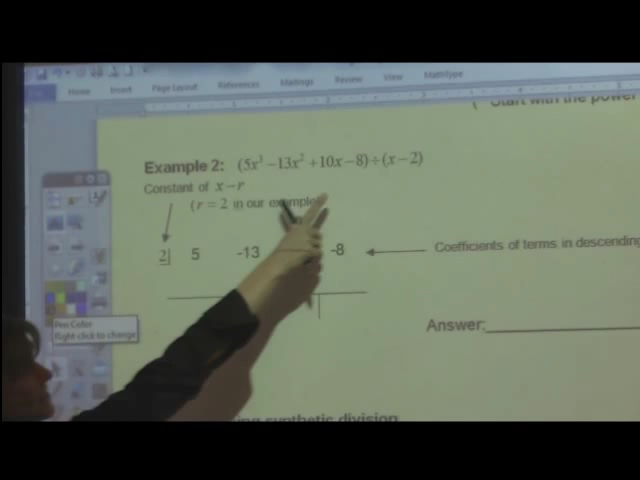 Home Insert Page Layout References Mailings Review View MathType
Start with the power
Example 2: (5x³ −13x² +10x−8)÷(x−2)
Constant of x−r
(r = 2 in our example
2 5 -13 -8
Coefficients of terms in descending
Answer:
Pen Color
Right click to change
synthetic division